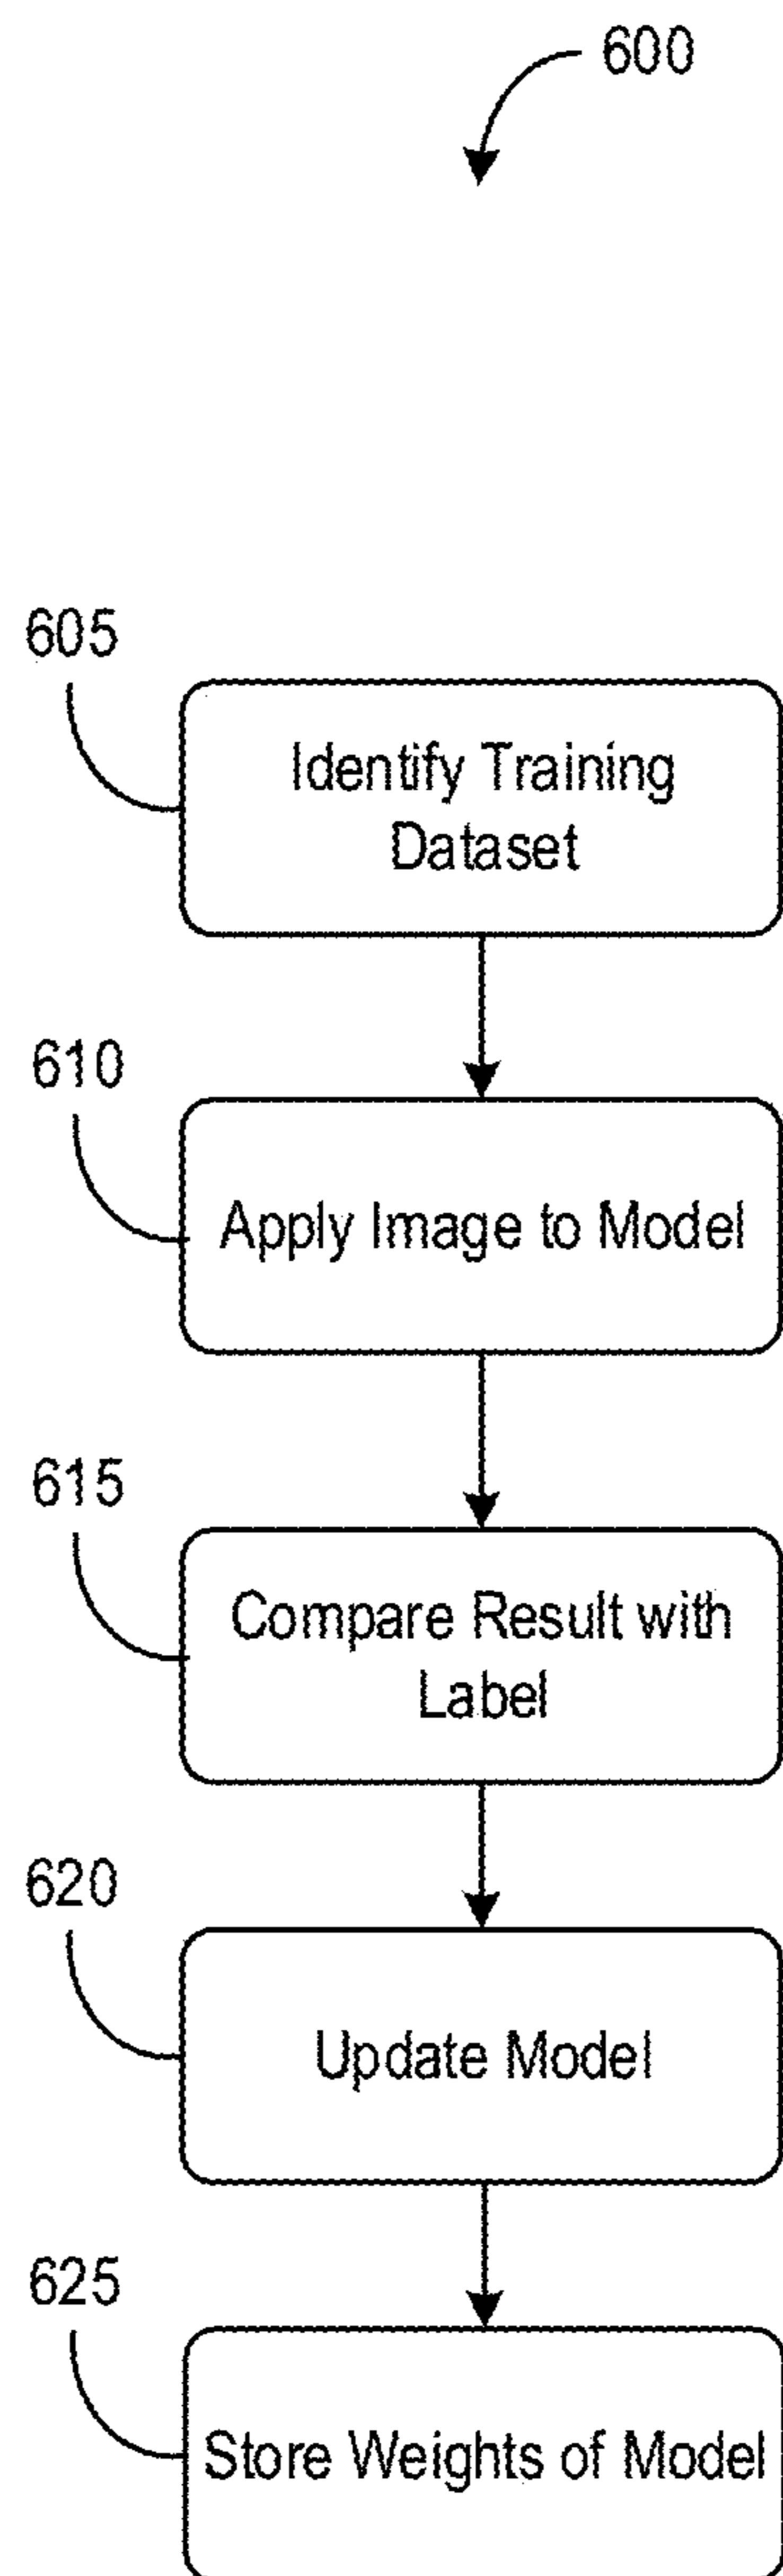 600
605
Identify Training
Dataset
610
Apply Image to Model
615
Compare Result with
Label
620
Update Model
625
Store Weights of Model